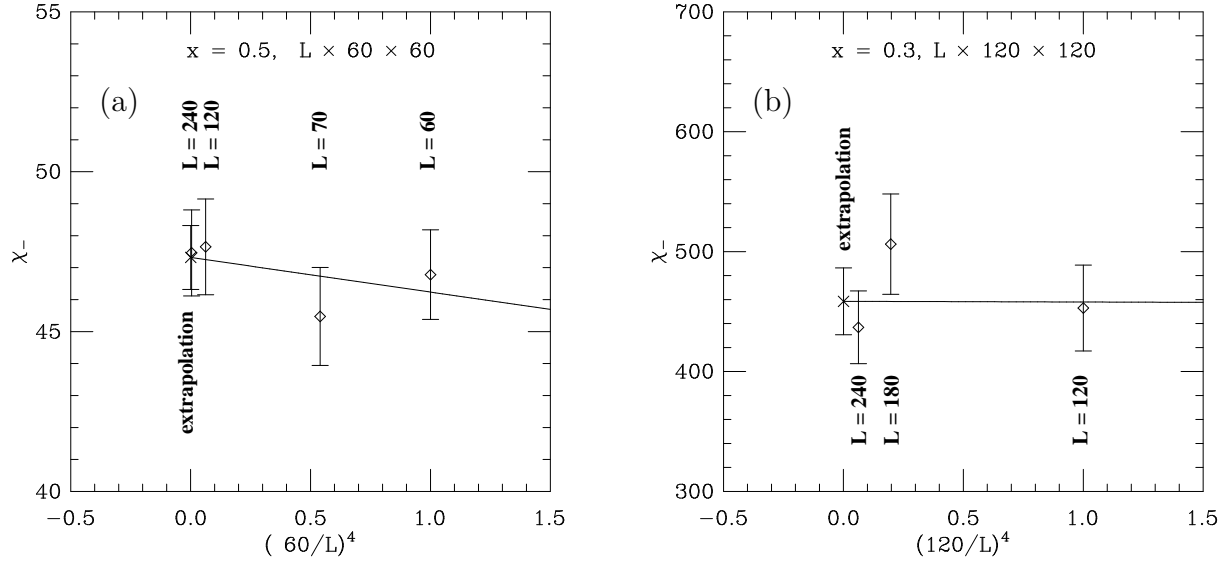 x = 0.5, L × 60 × 60
(a)
L = 240
L = 120
L = 70
L = 60
extrapolation
χ−
55
50
45
40
−0.5 0.0 0.5 1.0 1.5
( 60/L)^4
x = 0.3, L × 120 × 120
(b)
extrapolation
L = 240
L = 180
L = 120
χ−
700
600
500
400
300
−0.5 0.0 0.5 1.0 1.5
(120/L)^4